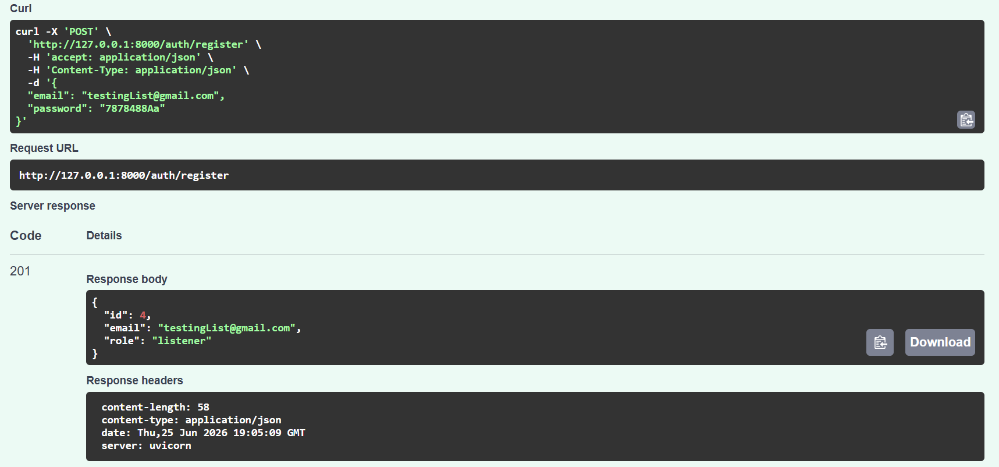 Curl
curl -X 'POST' \
  'http://127.0.0.1:8000/auth/register' \
  -H 'accept: application/json' \
  -H 'Content-Type: application/json' \
  -d '{
  "email": "testingList@gmail.com",
  "password": "7878488Aa"
}'
Request URL
http://127.0.0.1:8000/auth/register
Server response
Code Details
201
Response body
{
  "id": 4,
  "email": "testingList@gmail.com",
  "role": "listener"
}
Download
Response headers
content-length: 58
content-type: application/json
date: Thu,25 Jun 2026 19:05:09 GMT
server: uvicorn